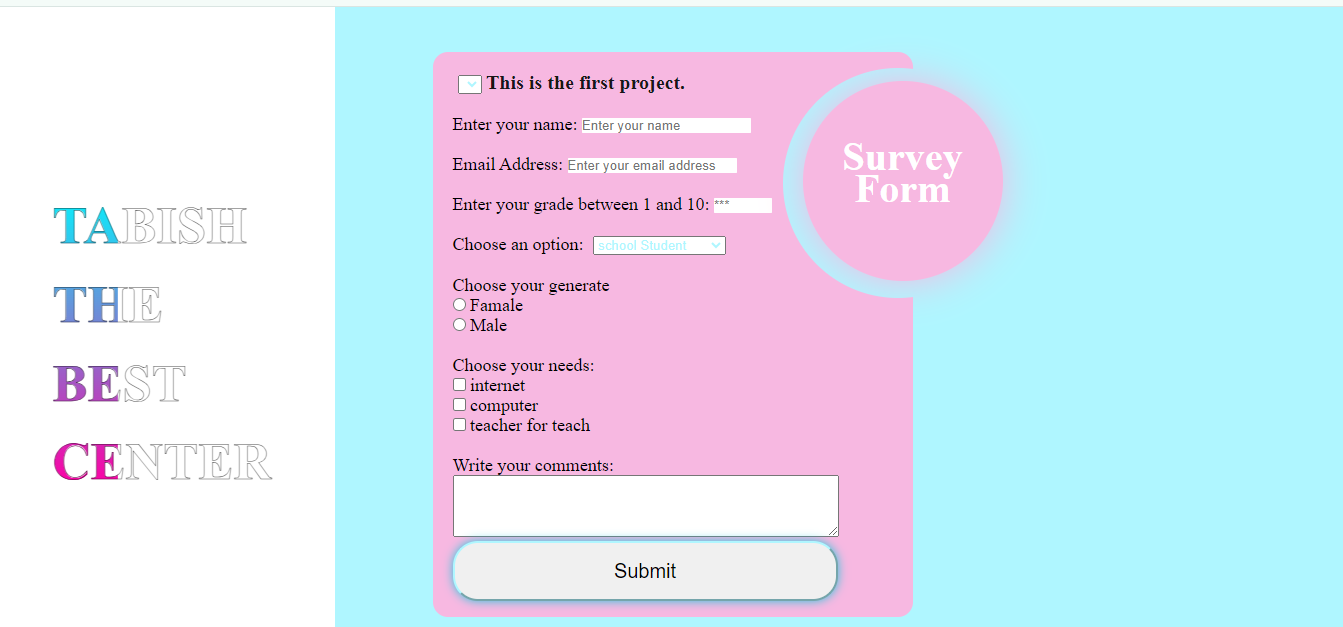 TABISH
THE
BEST
CENTER
This is the first project.
Survey
Form
Enter your name: Enter your name
Email Address: Enter your email address
Enter your grade between 1 and 10: ***
Choose an option: school Student
Choose your generate
Famale
Male
Choose your needs:
internet
computer
teacher for teach
Write your comments:
Submit